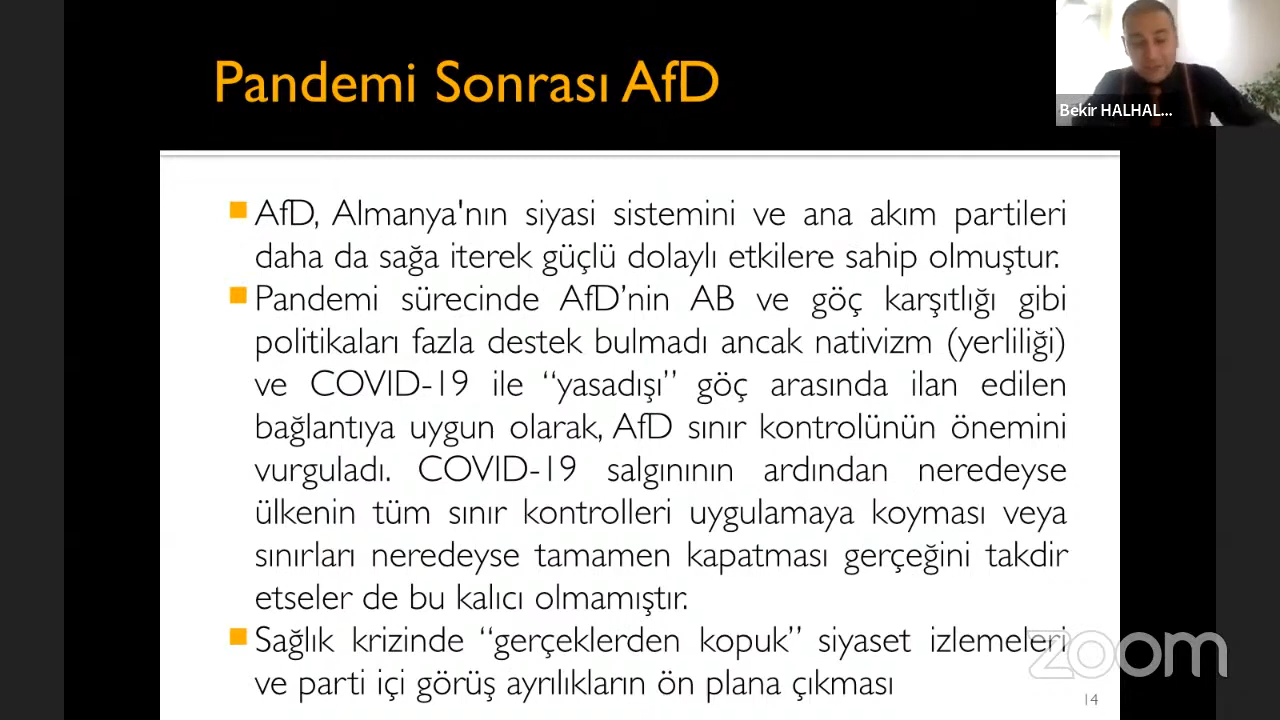 Pandemi Sonrası AfD
Bekir HALHAL...
AfD, Almanya'nın siyasi sistemini ve ana akım partileri
daha da sağa iterek güçlü dolaylı etkilere sahip olmuştur.
Pandemi sürecinde AfD’nin AB ve göç karşıtlığı gibi
politikaları fazla destek bulmadı ancak nativizm (yerliliği)
ve COVID-19 ile “yasadışı” göç arasında ilan edilen
bağlantıya uygun olarak, AfD sınır kontrolünün önemini
vurguladı. COVID-19 salgınının ardından neredeyse
ülkenin tüm sınır kontrolleri uygulamaya koyması veya
sınırları neredeyse tamamen kapatması gerçeğini takdir
etseler de bu kalıcı olmamıştır.
Sağlık krizinde “gerçeklerden kopuk” siyaset izlemeleri
ve parti içi görüş ayrılıkların ön plana çıkması
zoom
14